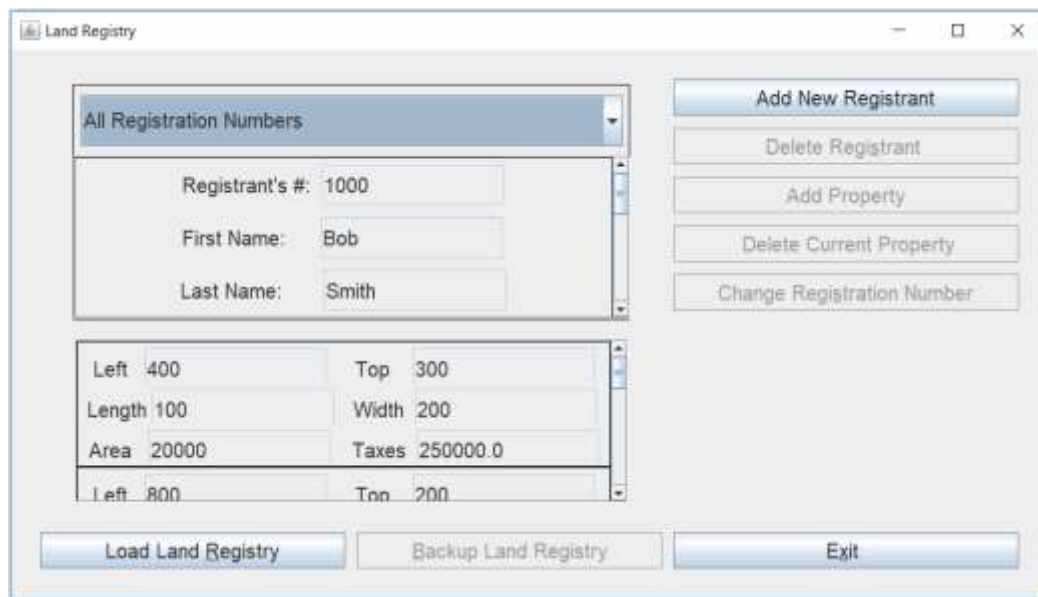 Land Registry
All Registration Numbers
Registrant's #: 1000
First Name: Bob
Last Name: Smith
Left 400 Top 300
Length 100 Width 200
Area 20000 Taxes 250000.0
Left 800 Top 200
Add New Registrant
Delete Registrant
Add Property
Delete Current Property
Change Registration Number
Load Land Registry Backup Land Registry Exit